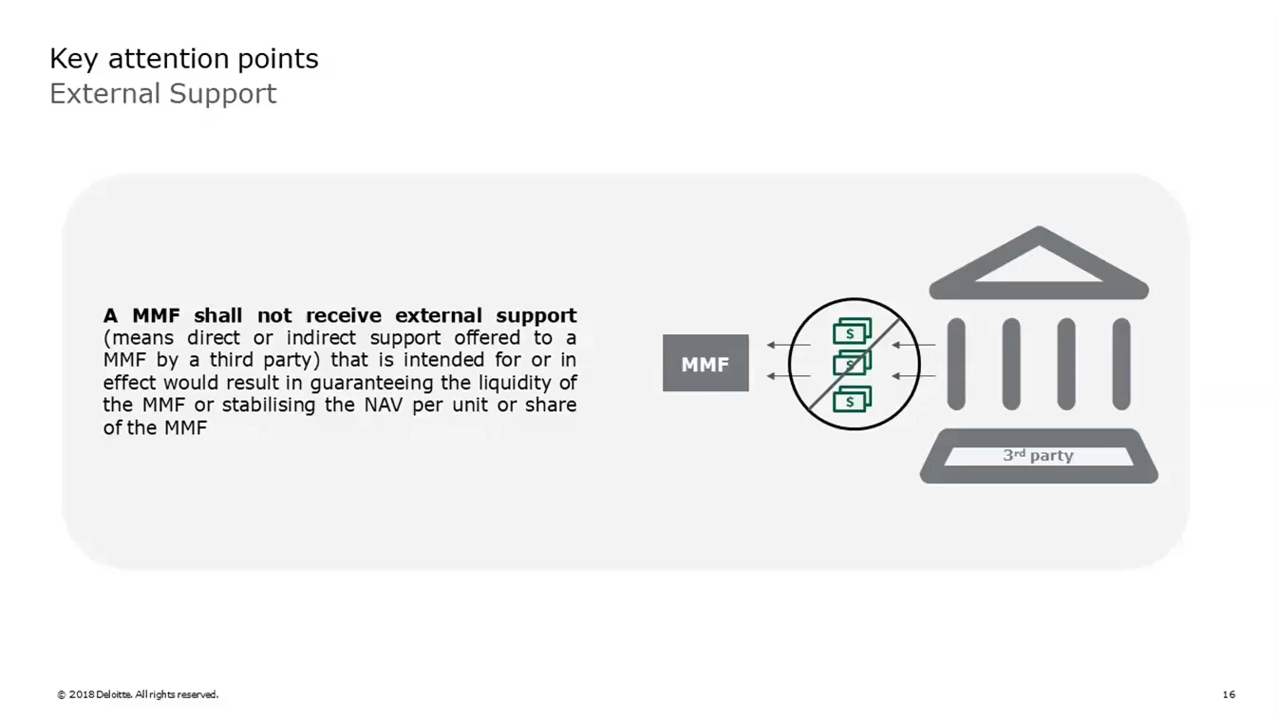 Key attention points
External Support
A MMF shall not receive external support
(means direct or indirect support offered to a
MMF by a third party) that is intended for or in
effect would result in guaranteeing the liquidity of
the MMF or stabilising the NAV per unit or share
of the MMF
MMF
$
$
$
3rd party
© 2018 Deloitte. All rights reserved.
16